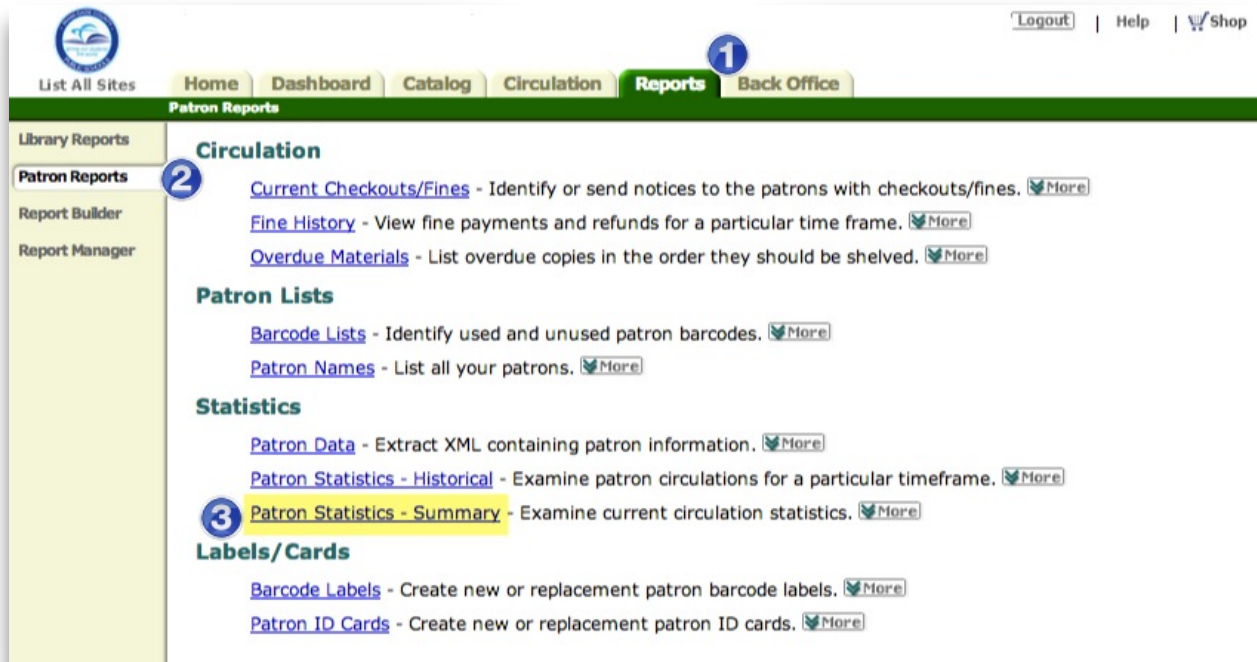 Logout | Help | Shop
List All Sites
Home Dashboard Catalog Circulation Reports Back Office
1
Patron Reports
Library Reports
Patron Reports
2
Report Builder
Report Manager
Circulation
Current Checkouts/Fines - Identify or send notices to the patrons with checkouts/fines. More
Fine History - View fine payments and refunds for a particular time frame. More
Overdue Materials - List overdue copies in the order they should be shelved. More
Patron Lists
Barcode Lists - Identify used and unused patron barcodes. More
Patron Names - List all your patrons. More
Statistics
Patron Data - Extract XML containing patron information. More
Patron Statistics - Historical - Examine patron circulations for a particular timeframe. More
3 Patron Statistics - Summary - Examine current circulation statistics. More
Labels/Cards
Barcode Labels - Create new or replacement patron barcode labels. More
Patron ID Cards - Create new or replacement patron ID cards. More